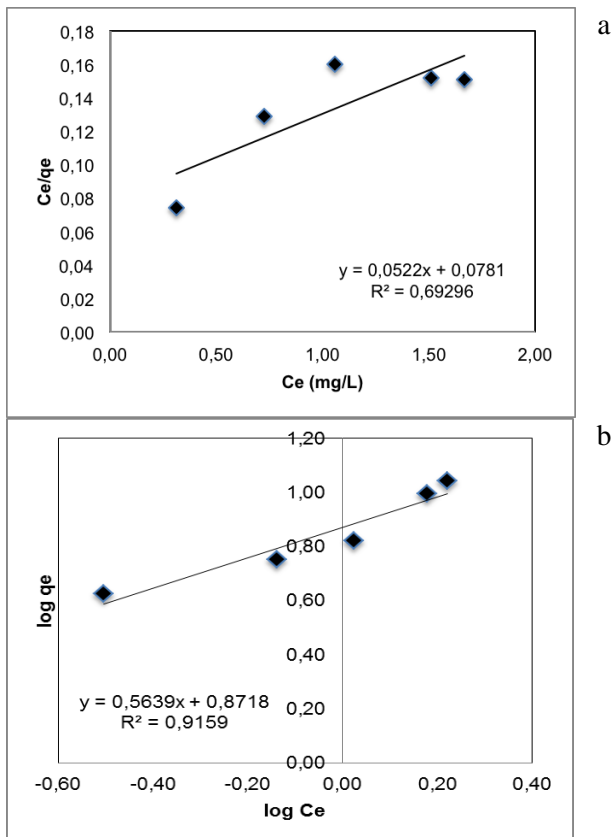 a
0,18
0,16
0,14
0,12
0,10
0,08
0,06
0,04
0,02
0,00
Ce/qe
y = 0,0522x + 0,0781
R² = 0,69296
0,00 0,50 1,00 1,50 2,00
Ce (mg/L)
b
1,20
1,00
0,80
0,60
0,40
0,20
0,00
log qe
y = 0,5639x + 0,8718
R² = 0,9159
-0,60 -0,40 -0,20 0,00 0,20 0,40
log Ce